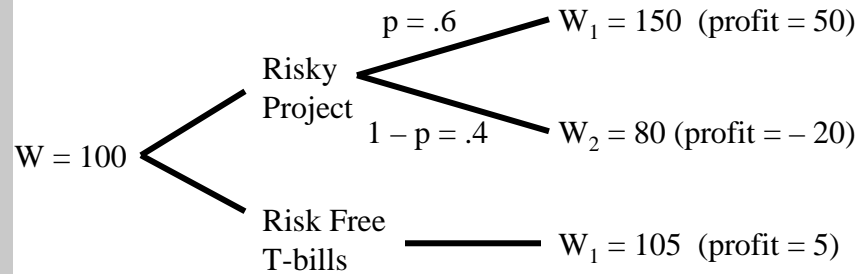 p = .6
W₁ = 150 (profit = 50)
Risky
Project
1 – p = .4
W₂ = 80 (profit = – 20)
W = 100
Risk Free
T-bills
W₁ = 105 (profit = 5)